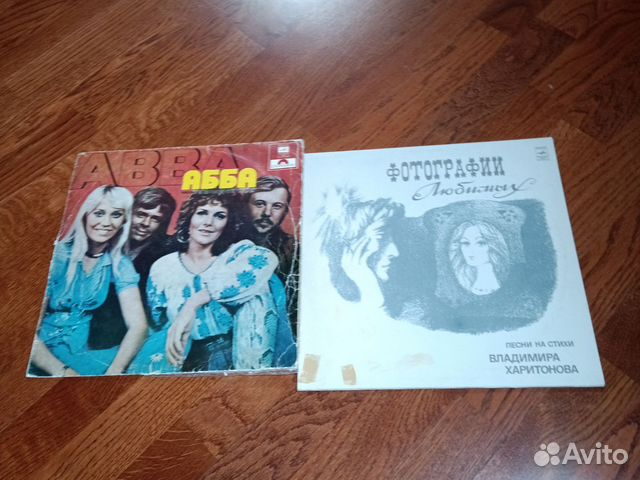 ABBA
АББА
ФОТОГРАФИИ
Любимых
ПЕСНИ НА СТИХИ
ВЛАДИМИРА
ХАРИТОНОВА
Avito